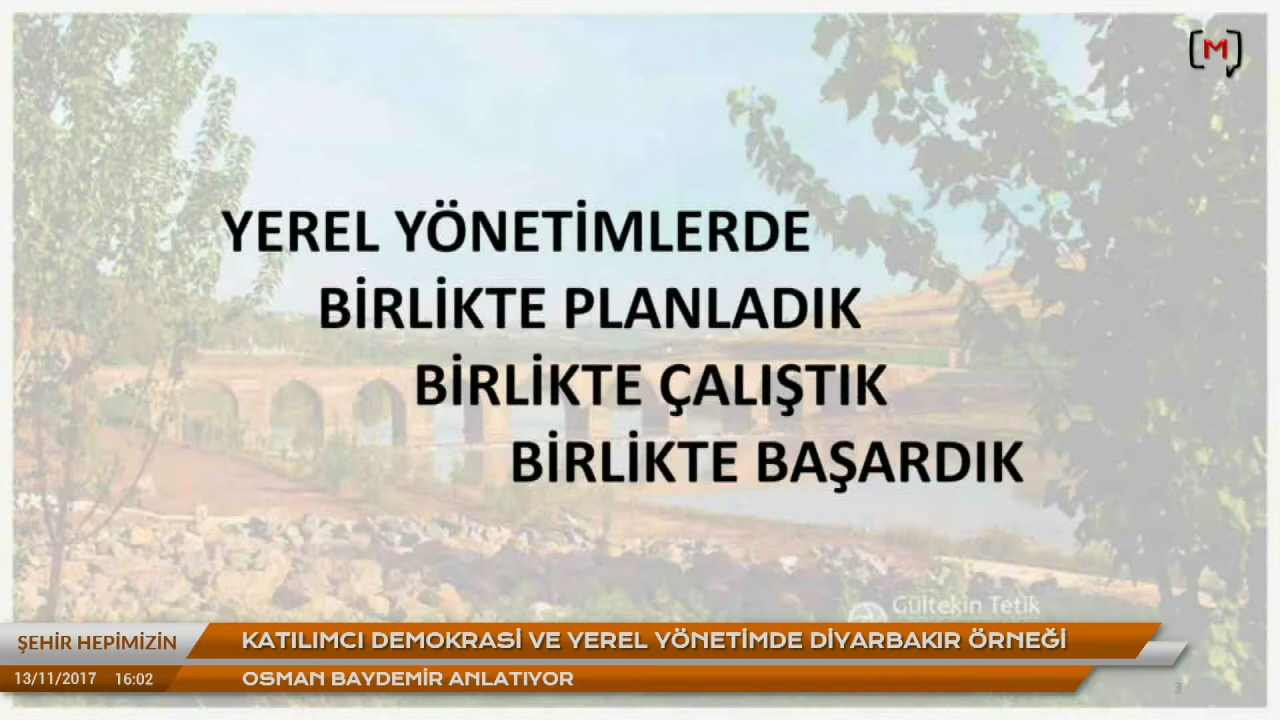 [M]
YEREL YÖNETİMLERDE
BİRLİKTE PLANLADIK
BİRLİKTE ÇALIŞTIK
BİRLİKTE BAŞARDIK
Gültekin Tetik
ŞEHİR HEPİMİZİN
KATILIMCI DEMOKRASİ VE YEREL YÖNETİMDE DİYARBAKIR ÖRNEĞİ
13/11/2017 16:02
OSMAN BAYDEMİR ANLATIYOR
3